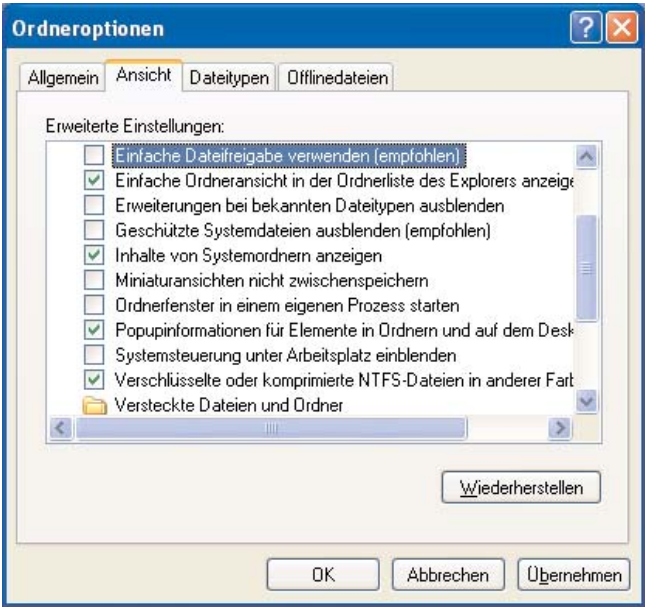 Ordneroptionen
Allgemein Ansicht Dateitypen Offlinedateien
Erweiterte Einstellungen:
Einfache Dateifreigabe verwenden (empfohlen)
Einfache Ordneransicht in der Ordnerliste des Explorers anzeige
Erweiterungen bei bekannten Dateitypen ausblenden
Geschützte Systemdateien ausblenden (empfohlen)
Inhalte von Systemordnern anzeigen
Miniaturansichten nicht zwischenspeichern
Ordnerfenster in einem eigenen Prozess starten
Popupinformationen für Elemente in Ordnern und auf dem Desk
Systemsteuerung unter Arbeitsplatz einblenden
Verschlüsselte oder komprimierte NTFS-Dateien in anderer Farb
Versteckte Dateien und Ordner
Wiederherstellen
OK Abbrechen Übernehmen